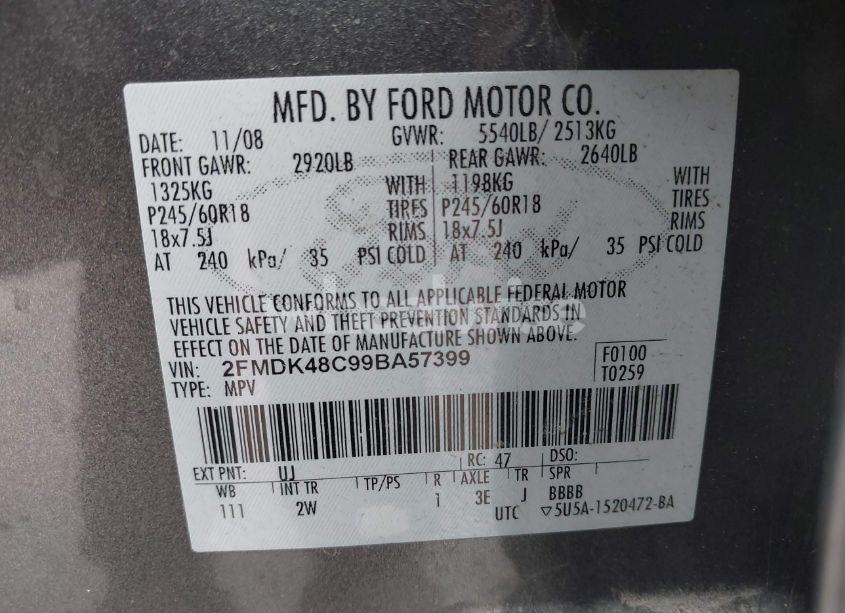 MFD. BY FORD MOTOR CO.
DATE: 11/08 GVWR: 5540LB/ 2513KG
FRONT GAWR: 2920LB REAR GAWR: 2640LB
1325KG WITH 1198KG WITH
P245/60R18 TIRES P245/60R18 TIRES
18x7.5J RIMS 18x7.5J RIMS
AT 240 kPa/ 35 PSI COLD AT 240 kPa/ 35 PSI COLD
THIS VEHICLE CONFORMS TO ALL APPLICABLE FEDERAL MOTOR
VEHICLE SAFETY AND THEFT PREVENTION STANDARDS IN
EFFECT ON THE DATE OF MANUFACTURE SHOWN ABOVE.
VIN: 2FMDK48C99BA57399 F0100
TYPE: MPV T0259
EXT PNT: UJ RC: 47 DSO:
WB INT TR TP/PS R AXLE TR SPR
111 2W 1 3E J BBBB
UTC ▽5U5A-1520472-BA